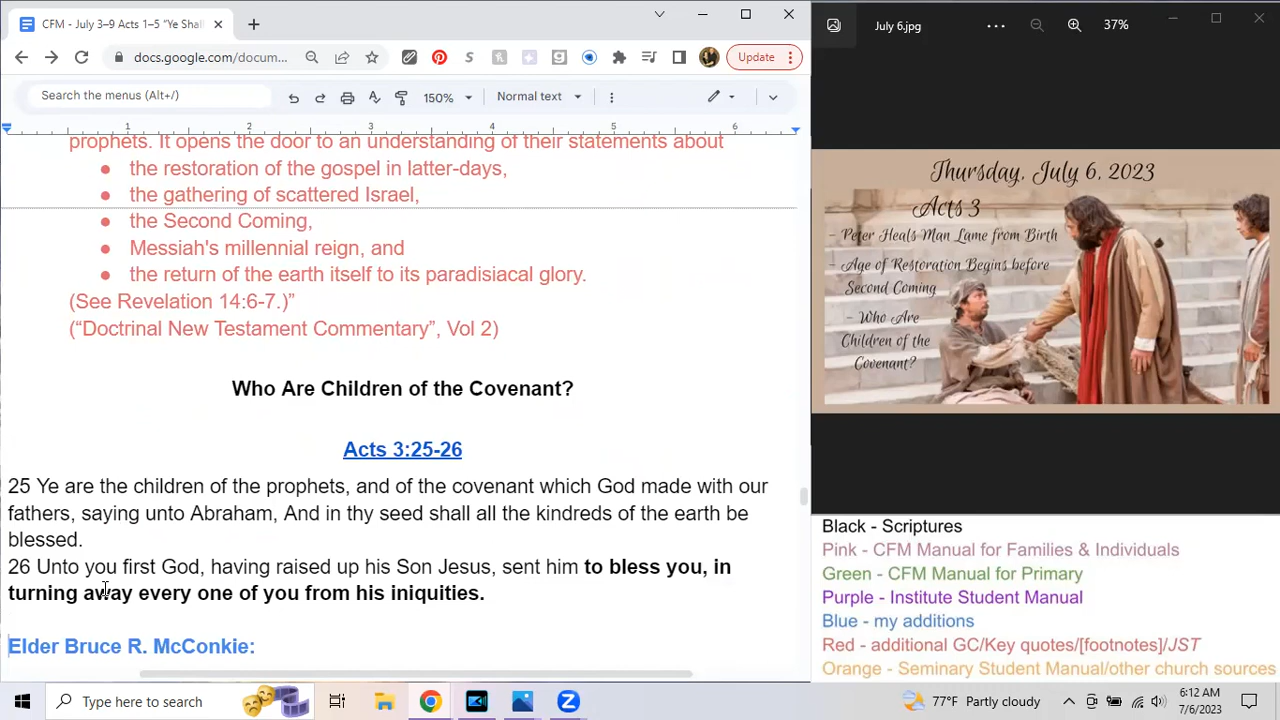 CFM - July 3–9 Acts 1–5 “Ye Shal
docs.google.com/docum...
Update
Search the menus (Alt+/)
150%
Normal text
1 2 3 4 5 6
prophets. It opens the door to an understanding of their statements about
● the restoration of the gospel in latter-days,
● the gathering of scattered Israel,
● the Second Coming,
● Messiah's millennial reign, and
● the return of the earth itself to its paradisiacal glory.
(See Revelation 14:6-7.)”
(“Doctrinal New Testament Commentary”, Vol 2)
Who Are Children of the Covenant?
Acts 3:25-26
25 Ye are the children of the prophets, and of the covenant which God made with our
fathers, saying unto Abraham, And in thy seed shall all the kindreds of the earth be
blessed.
26 Unto you first God, having raised up his Son Jesus, sent him to bless you, in
turning away every one of you from his iniquities.
Elder Bruce R. McConkie:
July 6.jpg
37%
Thursday, July 6, 2023
Acts 3
- Peter Heals Man Lame from Birth
- Age of Restoration Begins before
Second Coming
- Who Are
Children of the
Covenant?
Black - Scriptures
Pink - CFM Manual for Families & Individuals
Green - CFM Manual for Primary
Purple - Institute Student Manual
Blue - my additions
Red - additional GC/Key quotes/[footnotes]/JST
Orange - Seminary Student Manual/other church sources
Type here to search
77°F Partly cloudy
6:12 AM
7/6/2023